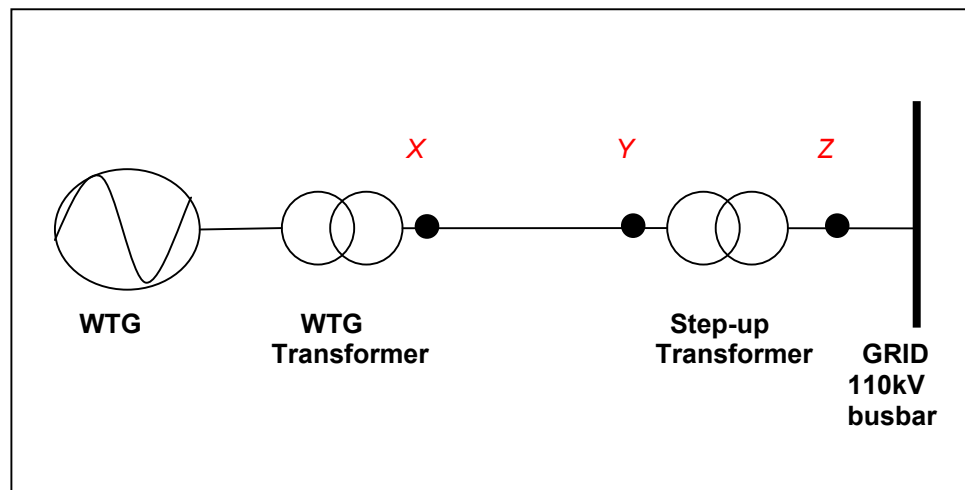 X
Y
Z
WTG
WTG
Transformer
Step-up
Transformer
GRID
110kV
busbar